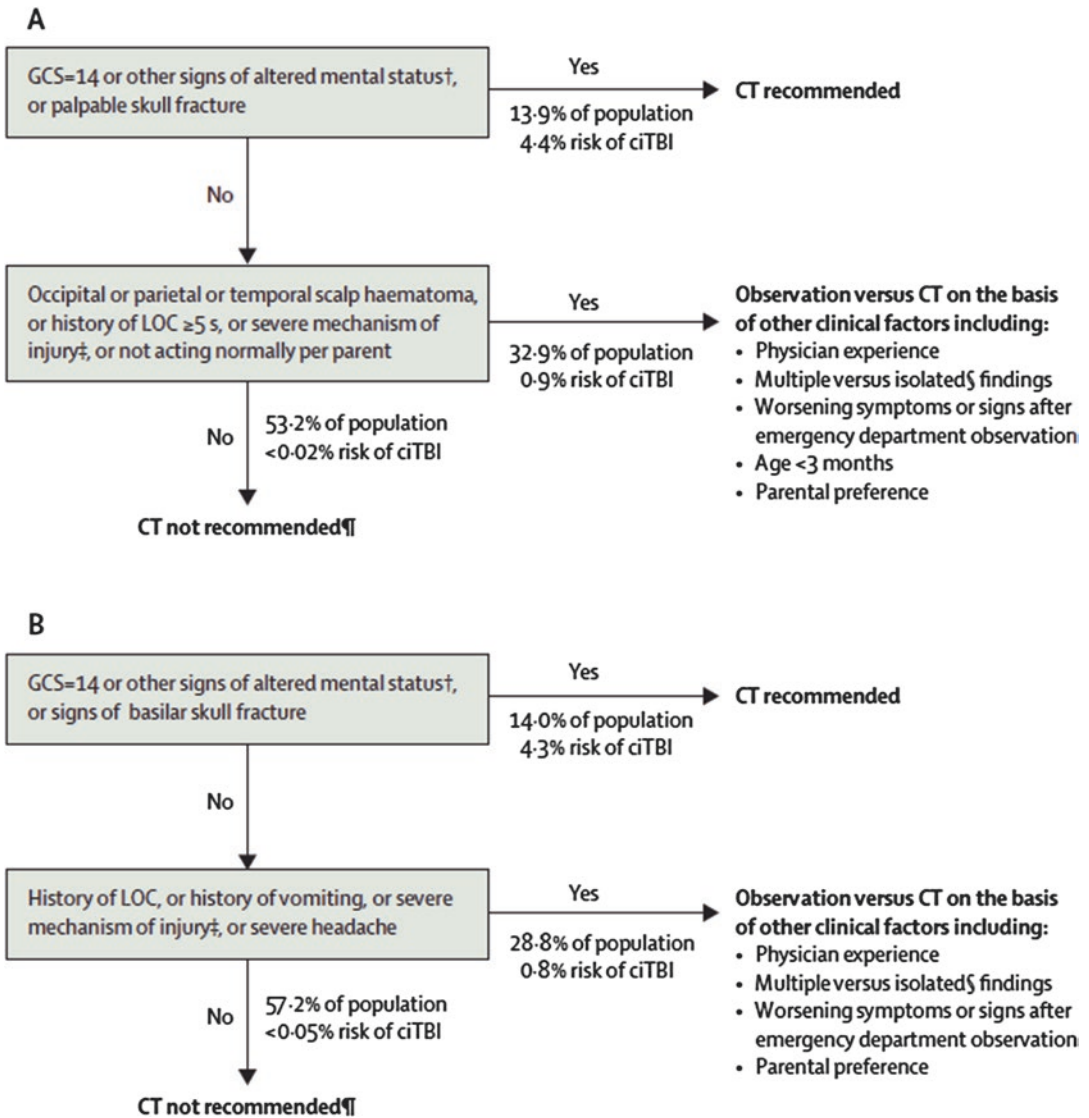 A
GCS=14 or other signs of altered mental status†,
or palpable skull fracture
Yes
13·9% of population
4·4% risk of ciTBI
CT recommended
No
Occipital or parietal or temporal scalp haematoma,
or history of LOC ≥5 s, or severe mechanism of
injury‡, or not acting normally per parent
Yes
32·9% of population
0·9% risk of ciTBI
Observation versus CT on the basis
of other clinical factors including:
• Physician experience
• Multiple versus isolated§ findings
• Worsening symptoms or signs after
emergency department observation
• Age <3 months
• Parental preference
No
53·2% of population
<0·02% risk of ciTBI
CT not recommended¶
B
GCS=14 or other signs of altered mental status†,
or signs of basilar skull fracture
Yes
14·0% of population
4·3% risk of ciTBI
CT recommended
No
History of LOC, or history of vomiting, or severe
mechanism of injury‡, or severe headache
Yes
28·8% of population
0·8% risk of ciTBI
Observation versus CT on the basis
of other clinical factors including:
• Physician experience
• Multiple versus isolated§ findings
• Worsening symptoms or signs after
emergency department observation
• Parental preference
No
57·2% of population
<0·05% risk of ciTBI
CT not recommended¶